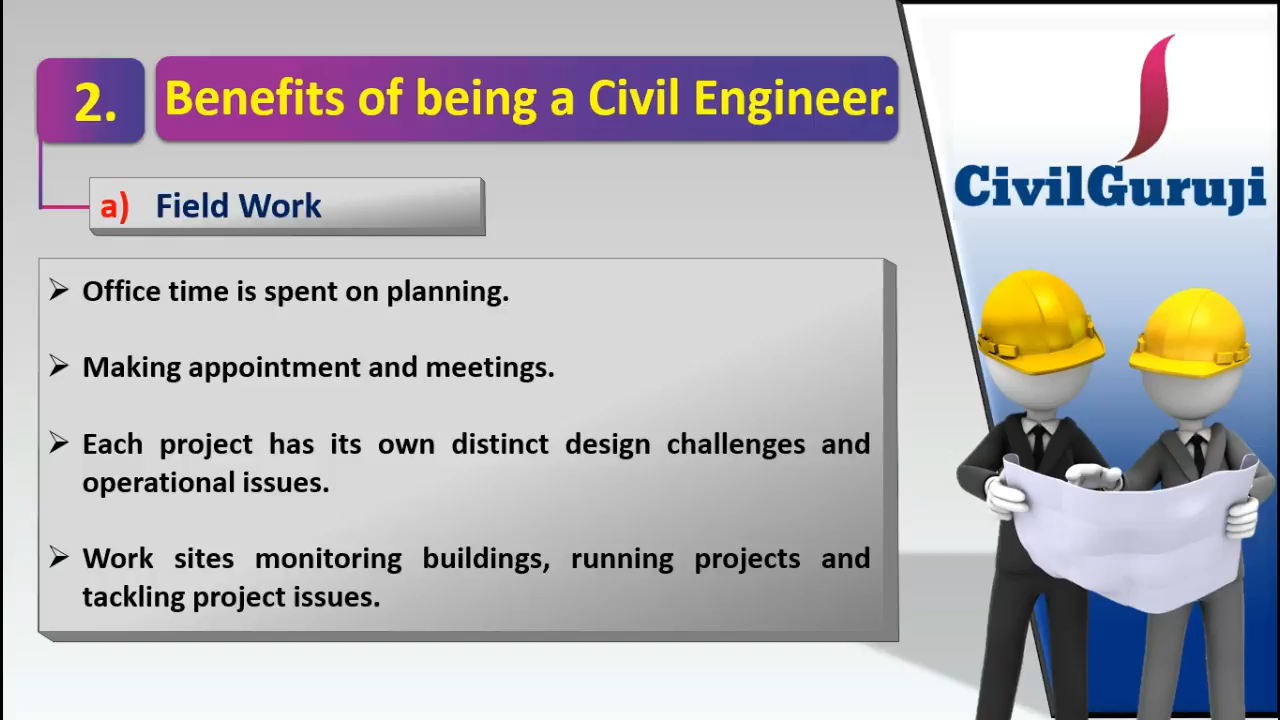 2.
Benefits of being a Civil Engineer.
a) Field Work
CivilGuruji
➢ Office time is spent on planning.
➢ Making appointment and meetings.
➢ Each project has its own distinct design challenges and
operational issues.
➢ Work sites monitoring buildings, running projects and
tackling project issues.